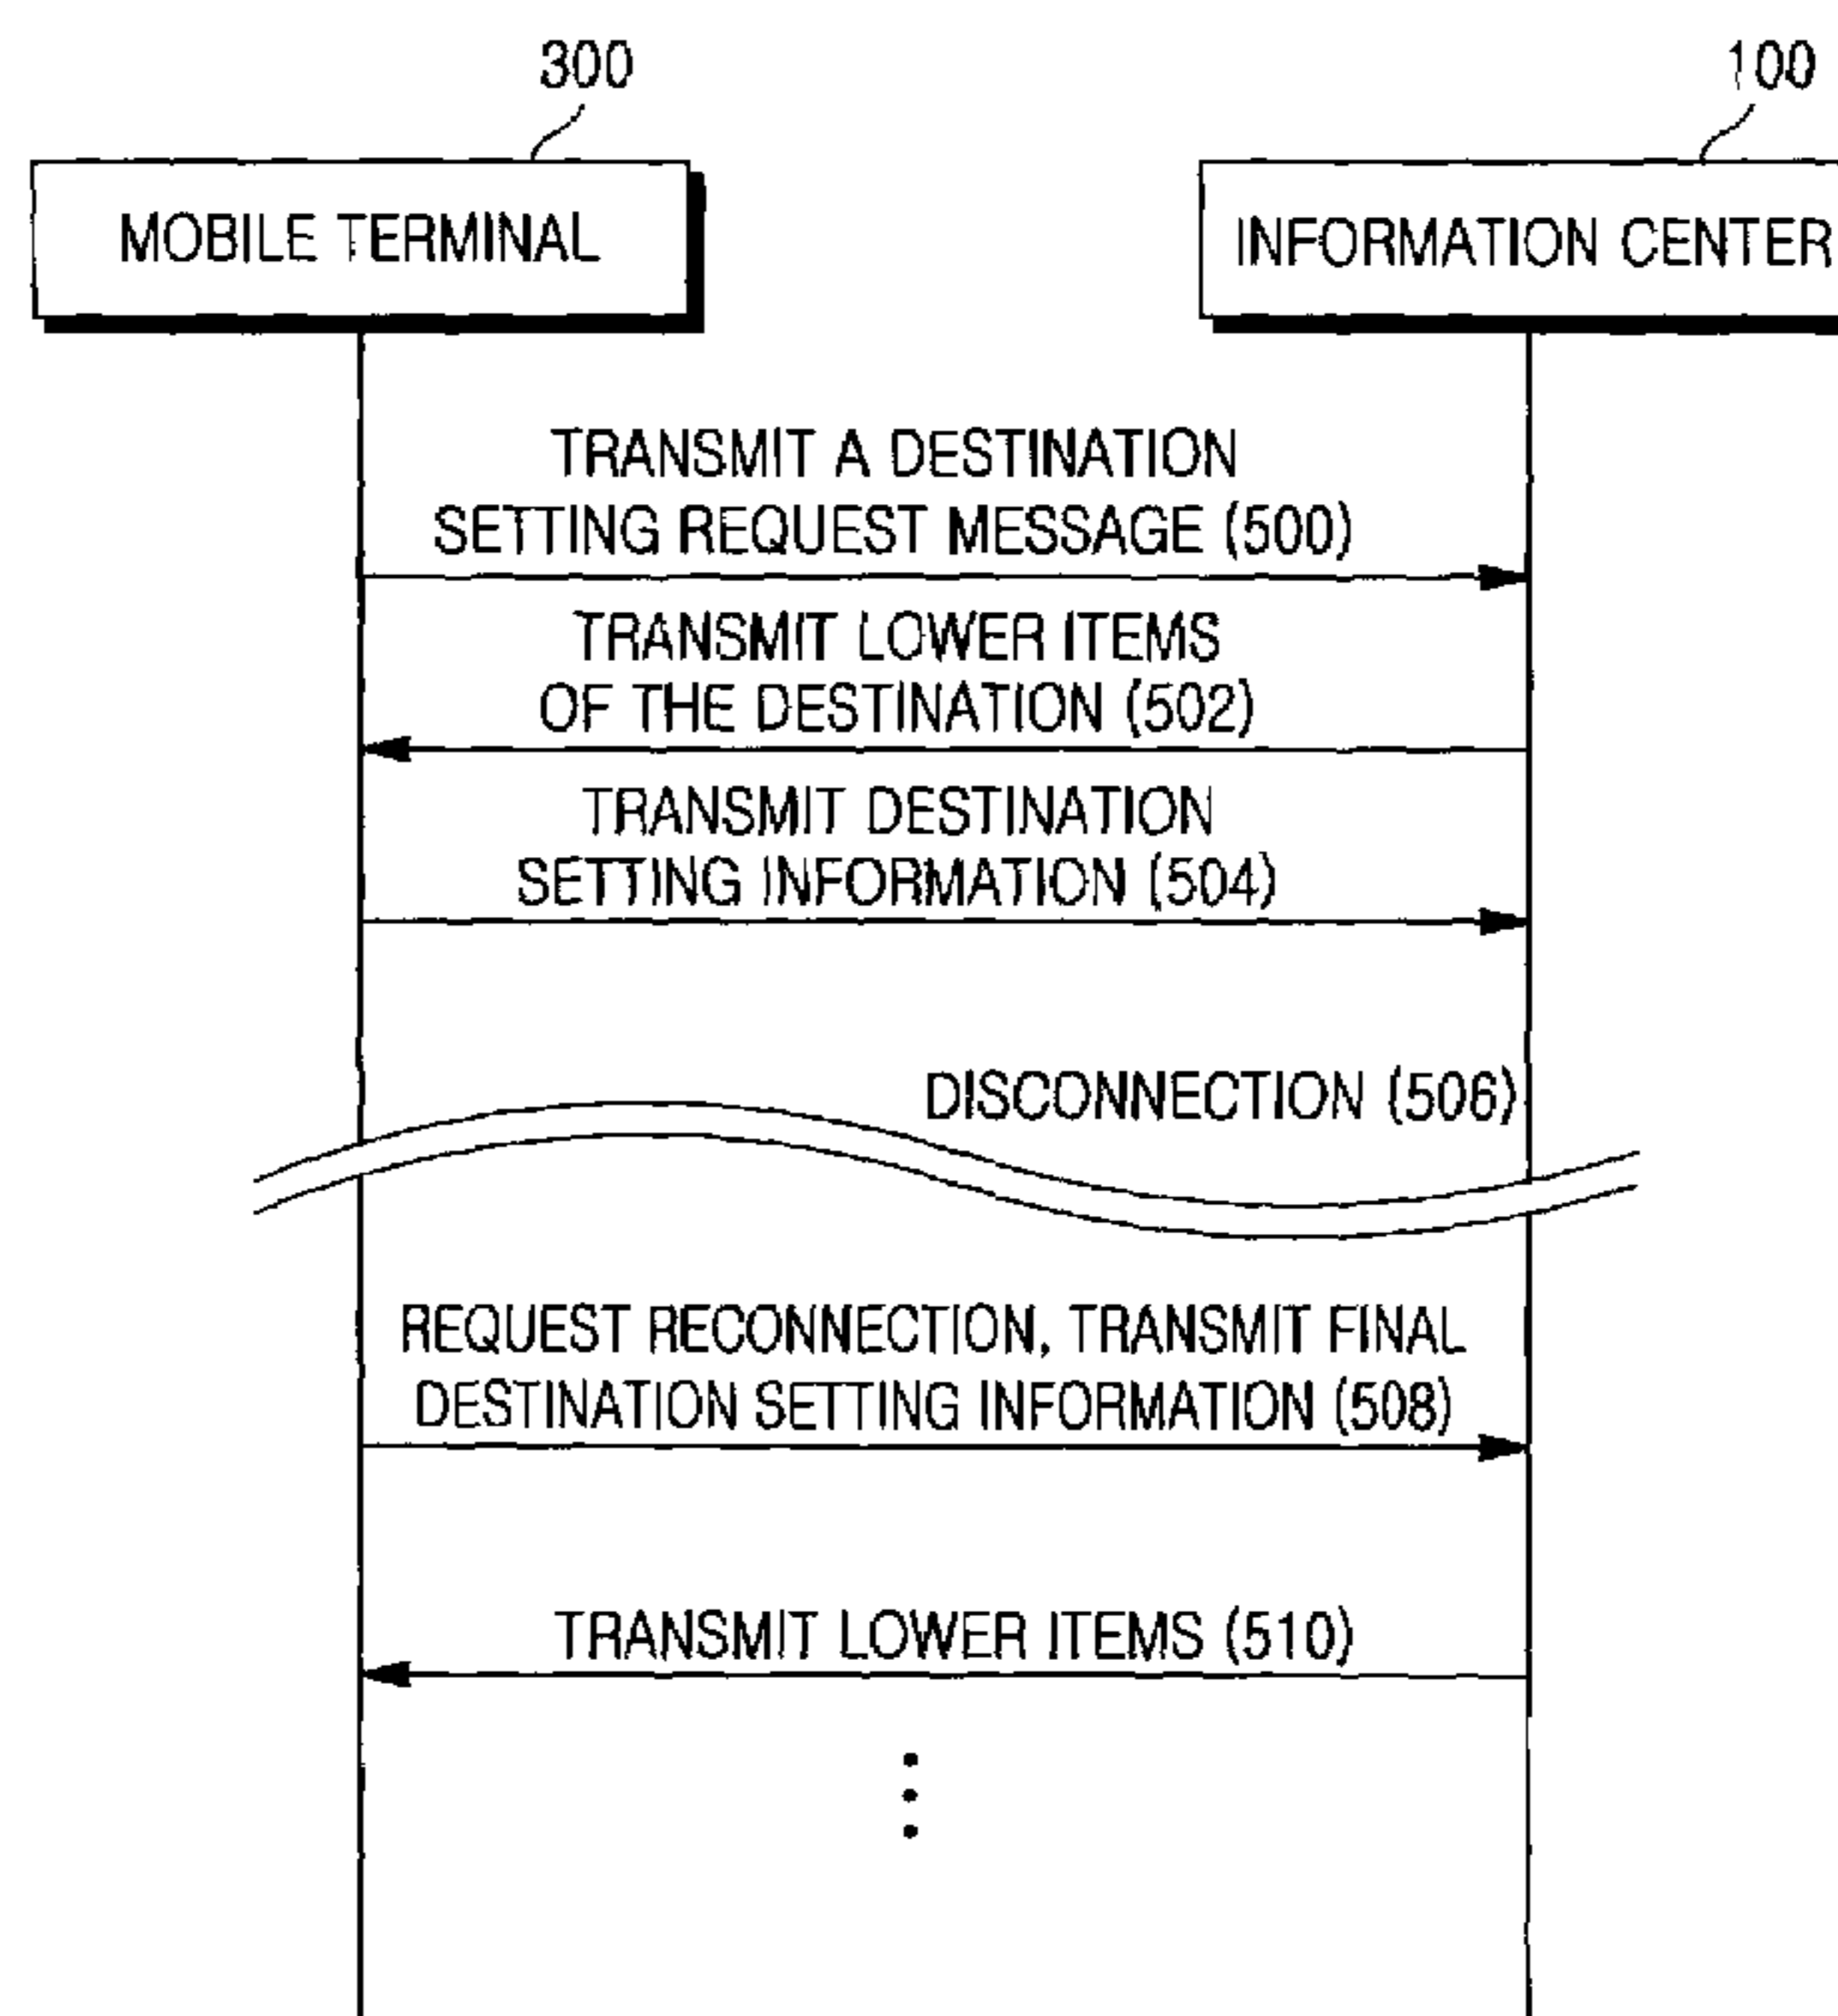 300
100
MOBILE TERMINAL
INFORMATION CENTER
TRANSMIT A DESTINATION
SETTING REQUEST MESSAGE (500)
TRANSMIT LOWER ITEMS
OF THE DESTINATION (502)
TRANSMIT DESTINATION
SETTING INFORMATION (504)
DISCONNECTION (506)
REQUEST RECONNECTION, TRANSMIT FINAL
DESTINATION SETTING INFORMATION (508)
TRANSMIT LOWER ITEMS (510)